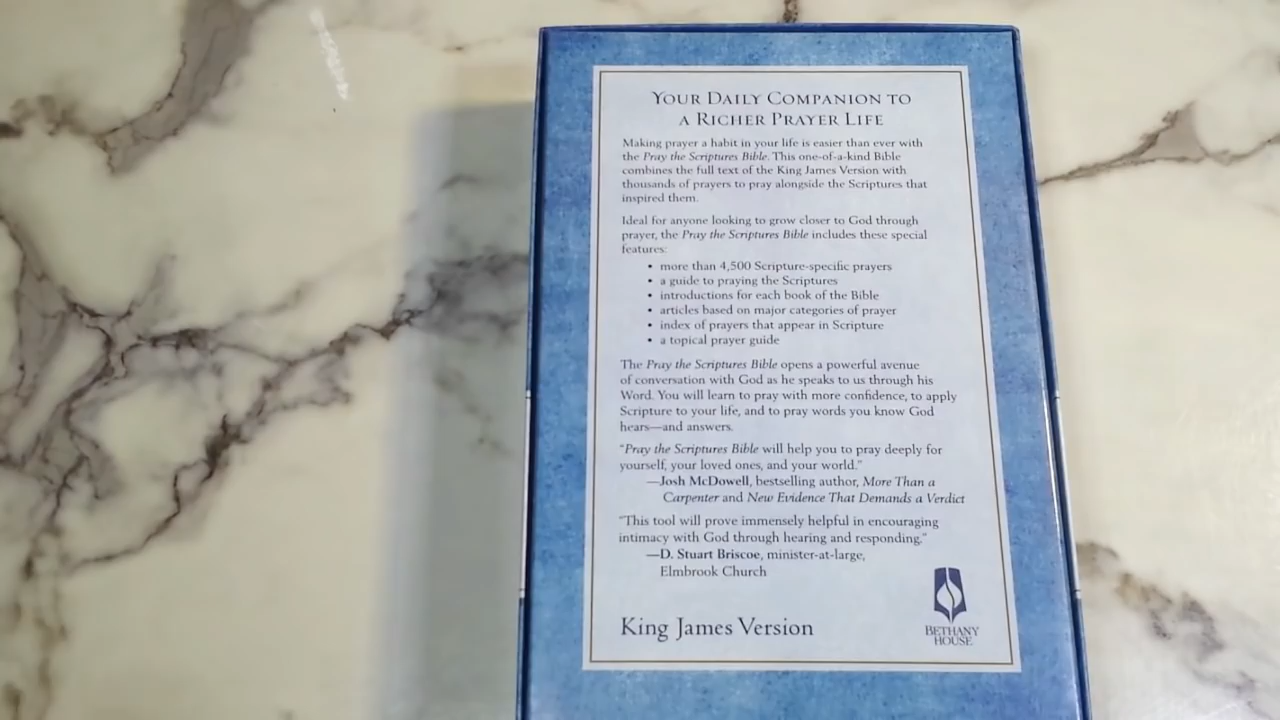 Your Daily Companion to
a Richer Prayer Life
Making prayer a habit in your life is easier than ever with
the Pray the Scriptures Bible. This one-of-a-kind Bible
combines the full text of the King James Version with
thousands of prayers to pray alongside the Scriptures that
inspired them.
Ideal for anyone looking to grow closer to God through
prayer, the Pray the Scriptures Bible includes these special
features:
• more than 4,500 Scripture-specific prayers
• a guide to praying the Scriptures
• introductions for each book of the Bible
• articles based on major categories of prayer
• index of prayers that appear in Scripture
• a topical prayer guide
The Pray the Scriptures Bible opens a powerful avenue
of conversation with God as he speaks to us through his
Word. You will learn to pray with more confidence, to apply
Scripture to your life, and to pray words you know God
hears—and answers.
“Pray the Scriptures Bible will help you to pray deeply for
yourself, your loved ones, and your world.”
—Josh McDowell, bestselling author, More Than a
Carpenter and New Evidence That Demands a Verdict
“This tool will prove immensely helpful in encouraging
intimacy with God through hearing and responding.”
—D. Stuart Briscoe, minister-at-large,
Elmbrook Church
King James Version
Bethany
House